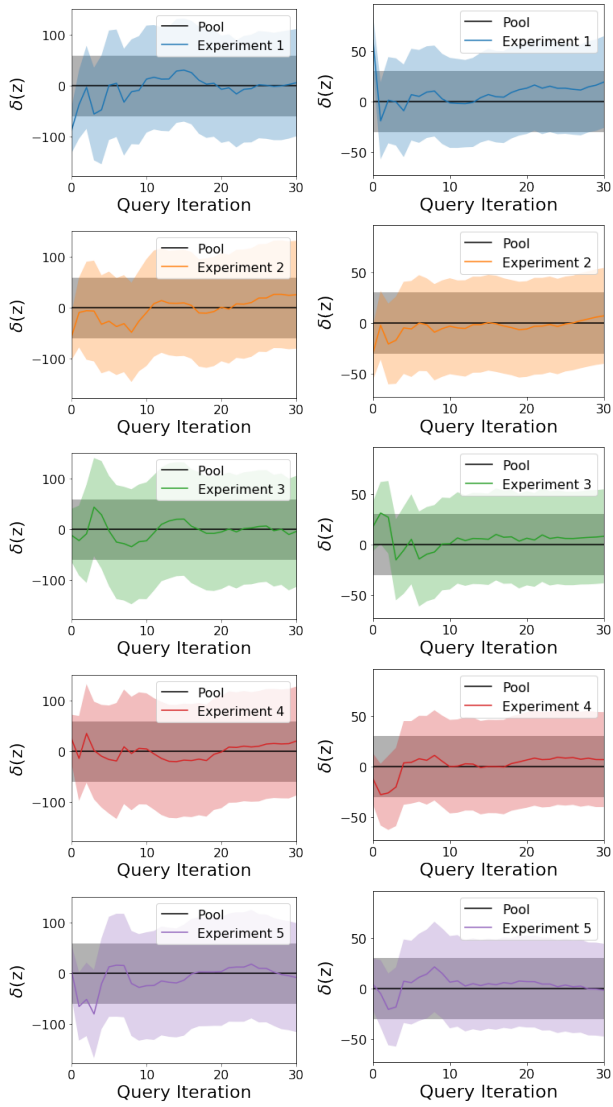 Pool
Experiment 1
100
0
−100
δ(z)
0
10
20
30
Query Iteration
Pool
Experiment 1
50
0
−50
δ(z)
0
10
20
30
Query Iteration
Pool
Experiment 2
100
0
−100
δ(z)
0
10
20
30
Query Iteration
Pool
Experiment 2
50
0
−50
δ(z)
0
10
20
30
Query Iteration
Pool
Experiment 3
100
0
−100
δ(z)
0
10
20
30
Query Iteration
Pool
Experiment 3
50
0
−50
δ(z)
0
10
20
30
Query Iteration
Pool
Experiment 4
100
0
−100
δ(z)
0
10
20
30
Query Iteration
Pool
Experiment 4
50
0
−50
δ(z)
0
10
20
30
Query Iteration
Pool
Experiment 5
100
0
−100
δ(z)
0
10
20
30
Query Iteration
Pool
Experiment 5
50
0
−50
δ(z)
0
10
20
30
Query Iteration